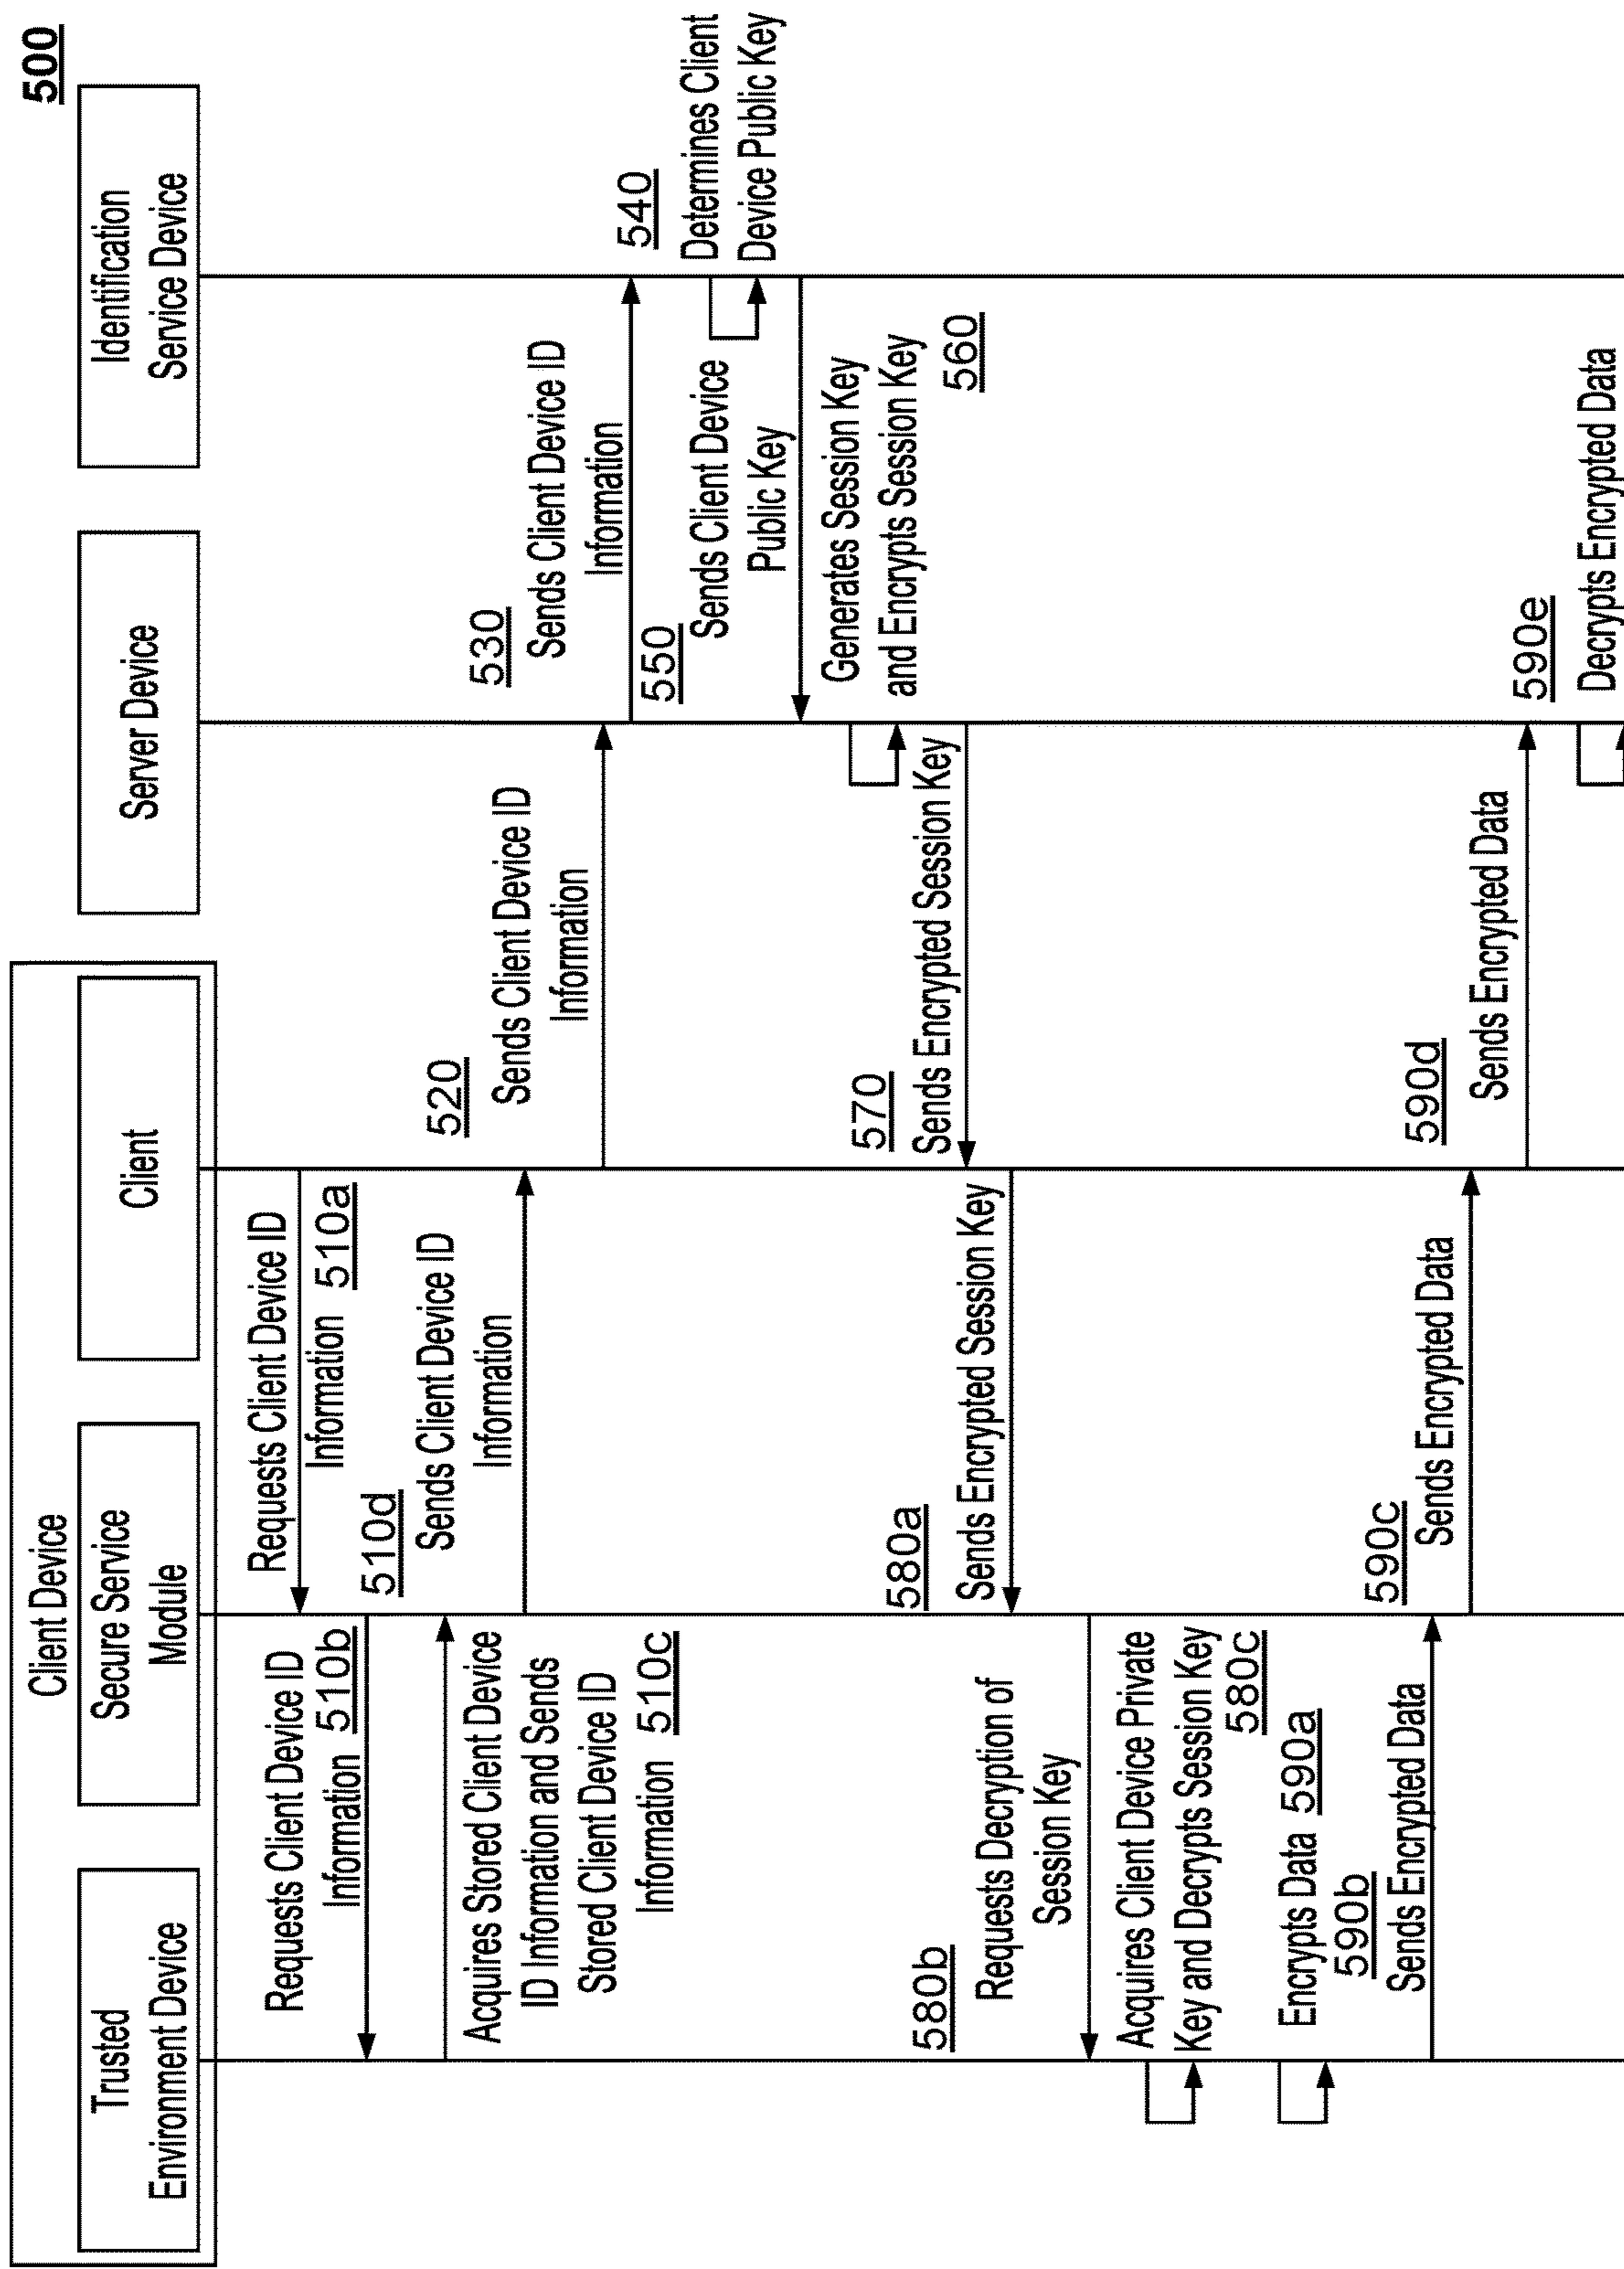 500
Client Device
Trusted
Environment Device
Secure Service
Module
Client
Server Device
Identification
Service Device
Requests Client Device ID
Information 510a
Requests Client Device ID
Information 510b
Acquires Stored Client Device
ID Information and Sends
Stored Client Device ID
Information 510c
510d
Sends Client Device ID
Information
520
Sends Client Device ID
Information
530
Sends Client Device ID
Information
540
Determines Client
Device Public Key
550
Sends Client Device
Public Key
Generates Session Key
and Encrypts Session Key
560
570
Sends Encrypted Session Key
580a
Sends Encrypted Session Key
580b
Requests Decryption of
Session Key
Acquires Client Device Private
Key and Decrypts Session Key
580c
Encrypts Data 590a
590b
Sends Encrypted Data
590c
Sends Encrypted Data
590d
Sends Encrypted Data
590e
Decrypts Encrypted Data